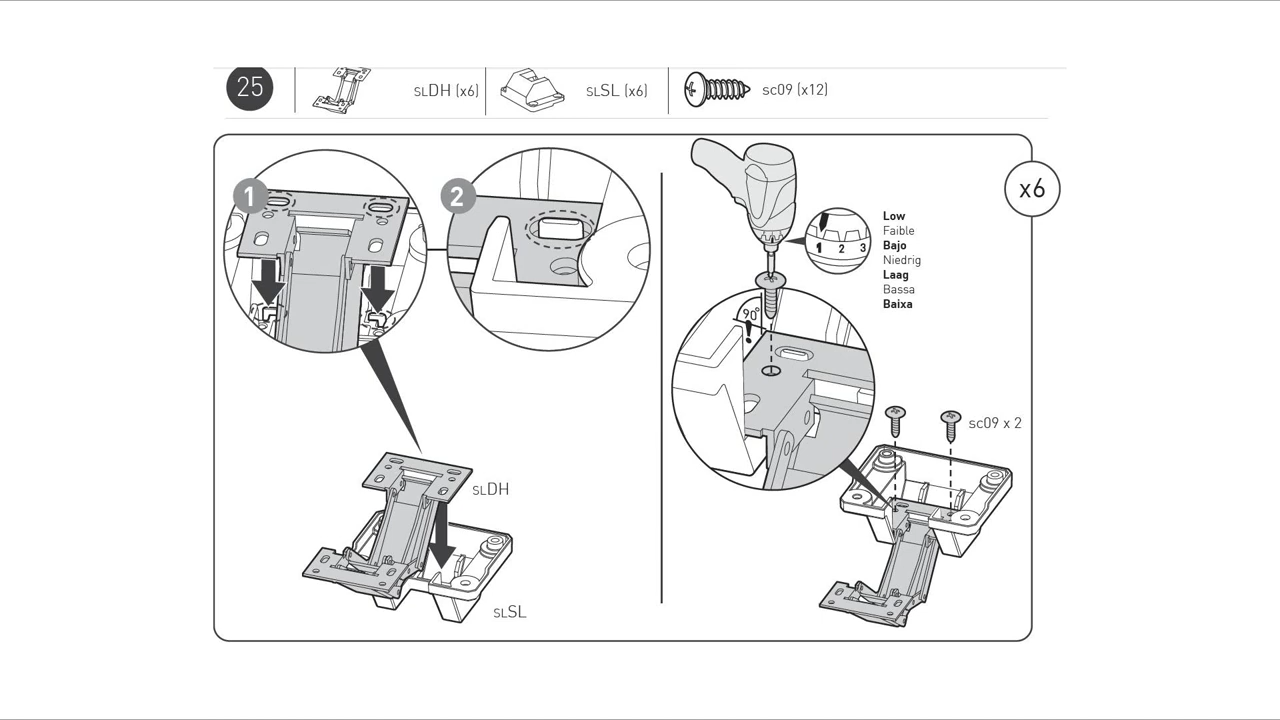 25
SLDH (x6)
SLSL (x6)
sc09 (x12)
1
2
x6
1 2 3
Low
Faible
Bajo
Niedrig
Laag
Bassa
Baixa
90°
!
sc09 x 2
SLDH
SLSL